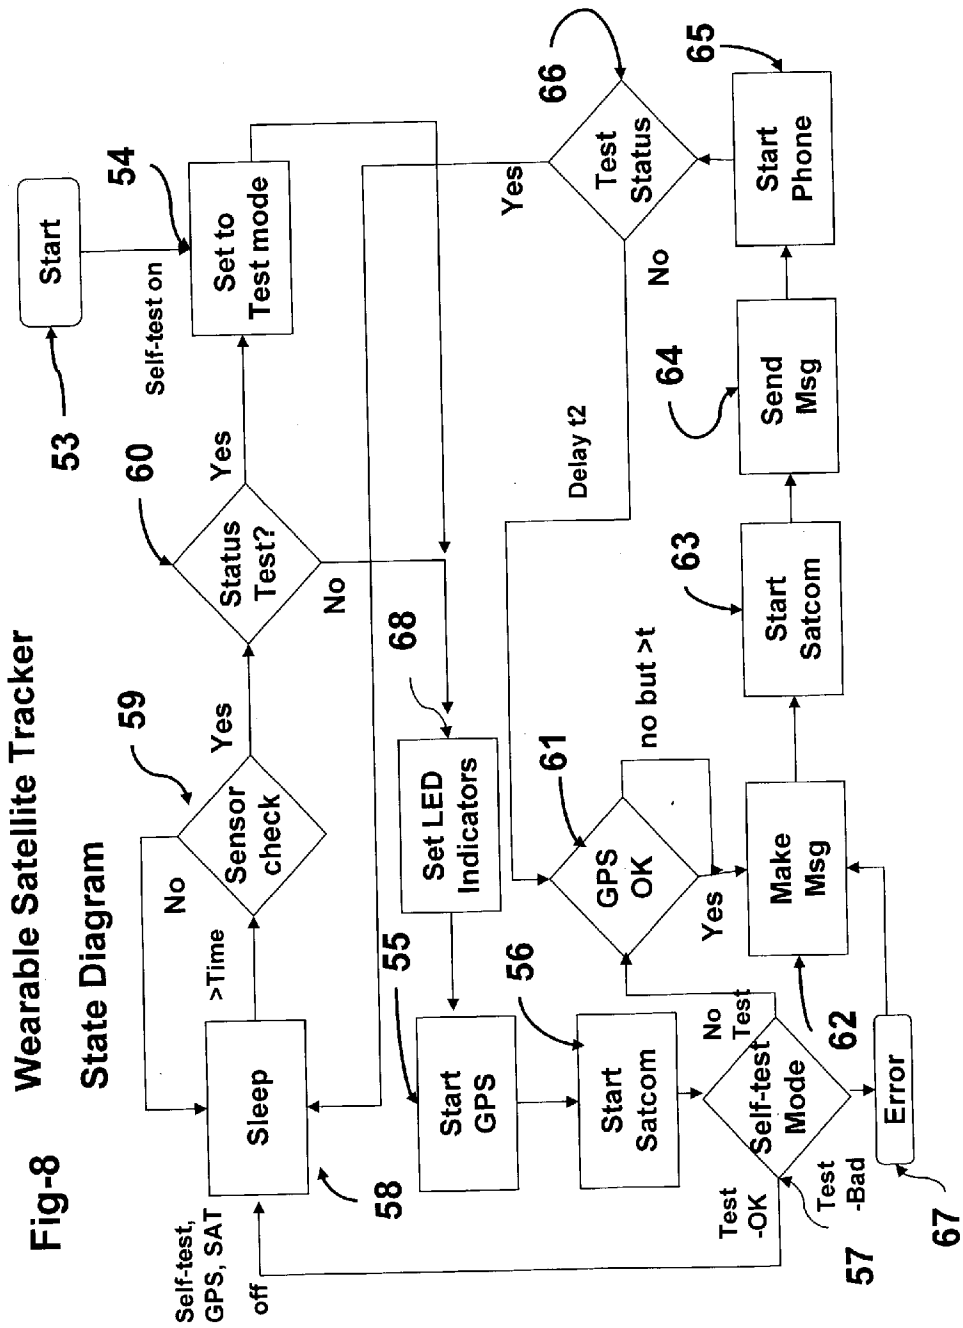 Fig-8
Wearable Satellite Tracker
State Diagram
53
Start
Self-test on
54
Set to
Test mode
Yes
60
Status
Test?
No
Yes
59
Sensor
check
No
>Time
Sleep
58
Self-test,
GPS, SAT
off
68
Set LED
Indicators
55
Start
GPS
56
Start
Satcom
Self-test
Mode
57
Test
-OK
Test
-Bad
No
Test
Error
67
61
GPS
OK
Yes
no but >t
Delay t2
62
Make
Msg
63
Start
Satcom
64
Send
Msg
65
Start
Phone
66
Test
Status
Yes
No